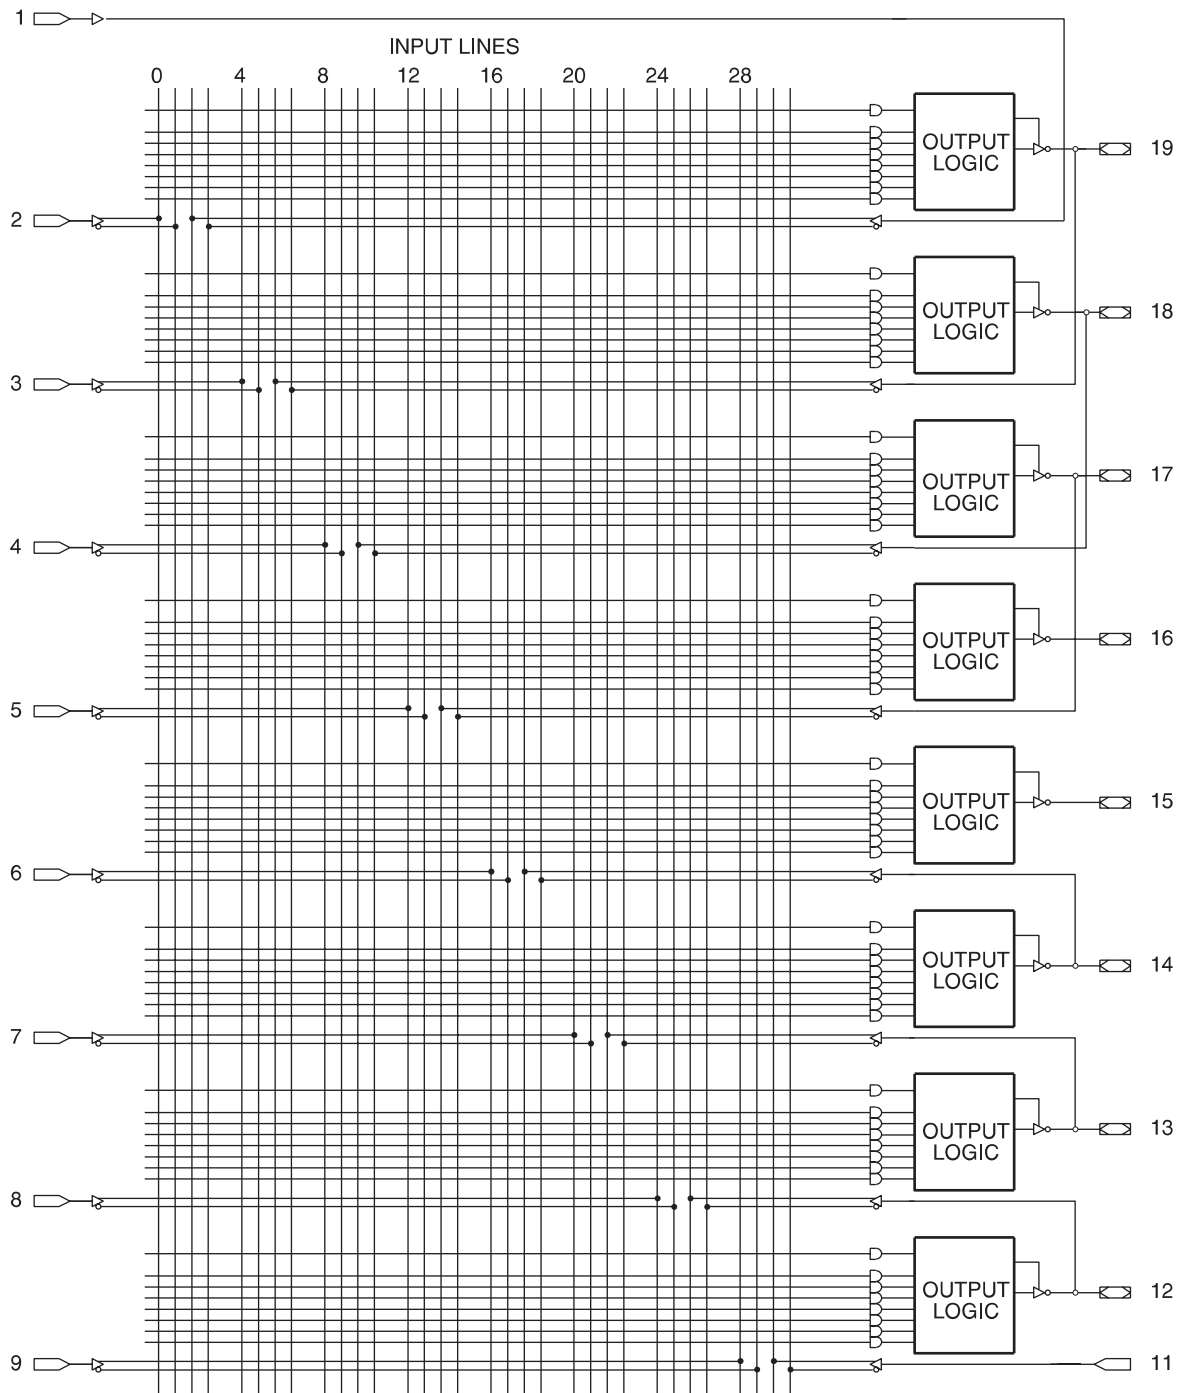 1
INPUT LINES
0 4 8 12 16 20 24 28
OUTPUT
LOGIC
19
2
OUTPUT
LOGIC
18
3
OUTPUT
LOGIC
17
4
OUTPUT
LOGIC
16
5
OUTPUT
LOGIC
15
6
OUTPUT
LOGIC
14
7
OUTPUT
LOGIC
13
8
OUTPUT
LOGIC
12
9
11